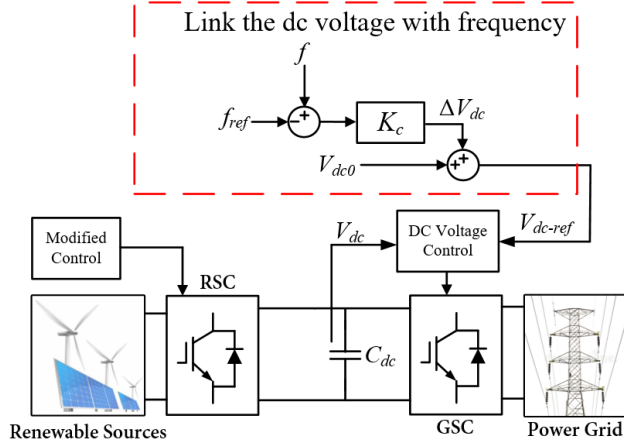 Link the dc voltage with frequency
f
f_ref
− +
K_c
ΔV_dc
V_dc0
+ +
Modified
Control
RSC
V_dc
DC Voltage
Control
V_dc-ref
C_dc
Renewable Sources
GSC
Power Grid